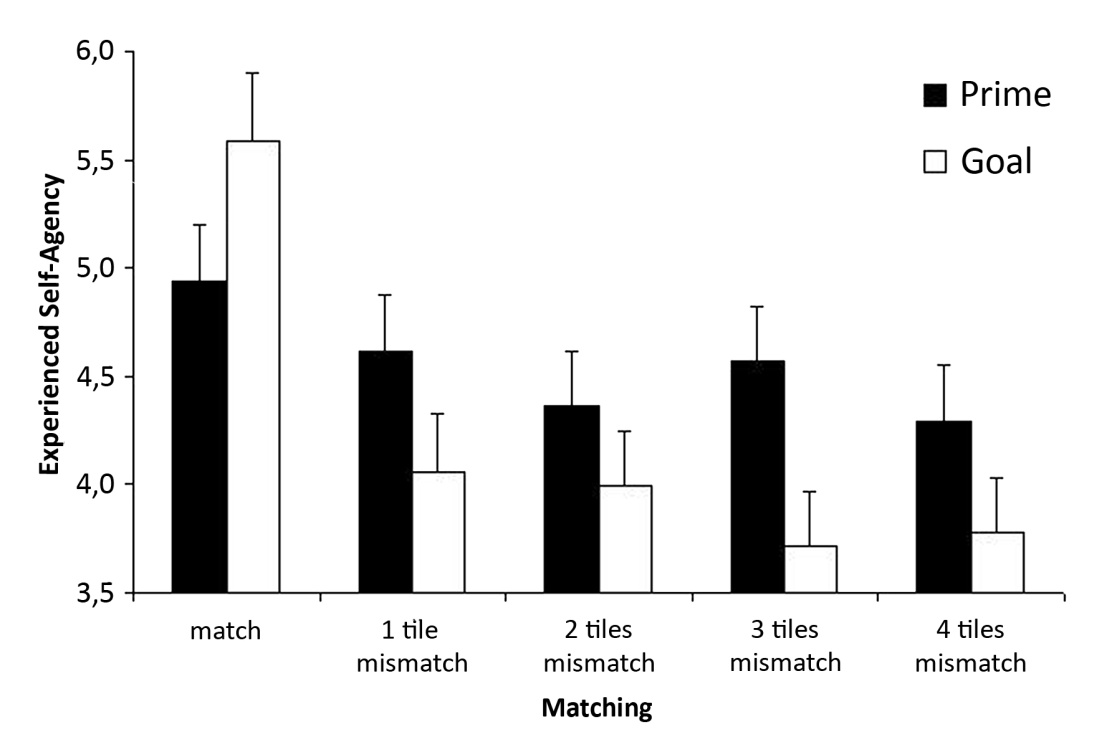 6,0
5,5
5,0
4,5
4,0
3,5
Experienced Self-Agency
Prime
Goal
match
1 tile
mismatch
2 tiles
mismatch
3 tiles
mismatch
4 tiles
mismatch
Matching